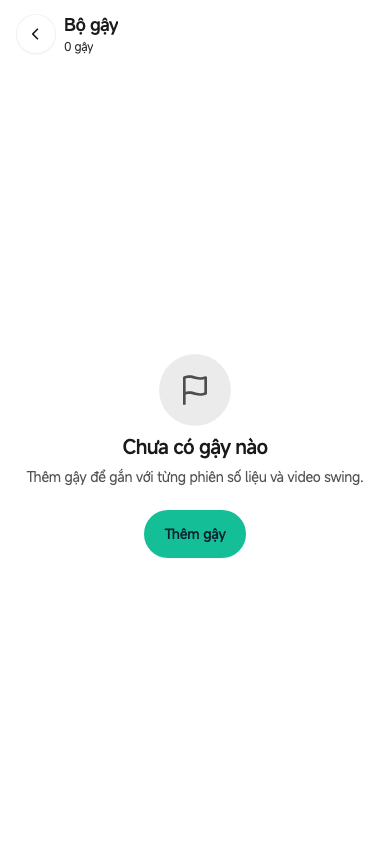 Bộ gậy
0 gậy
Chưa có gậy nào
Thêm gậy để gắn với từng phiên số liệu và video swing.
Thêm gậy